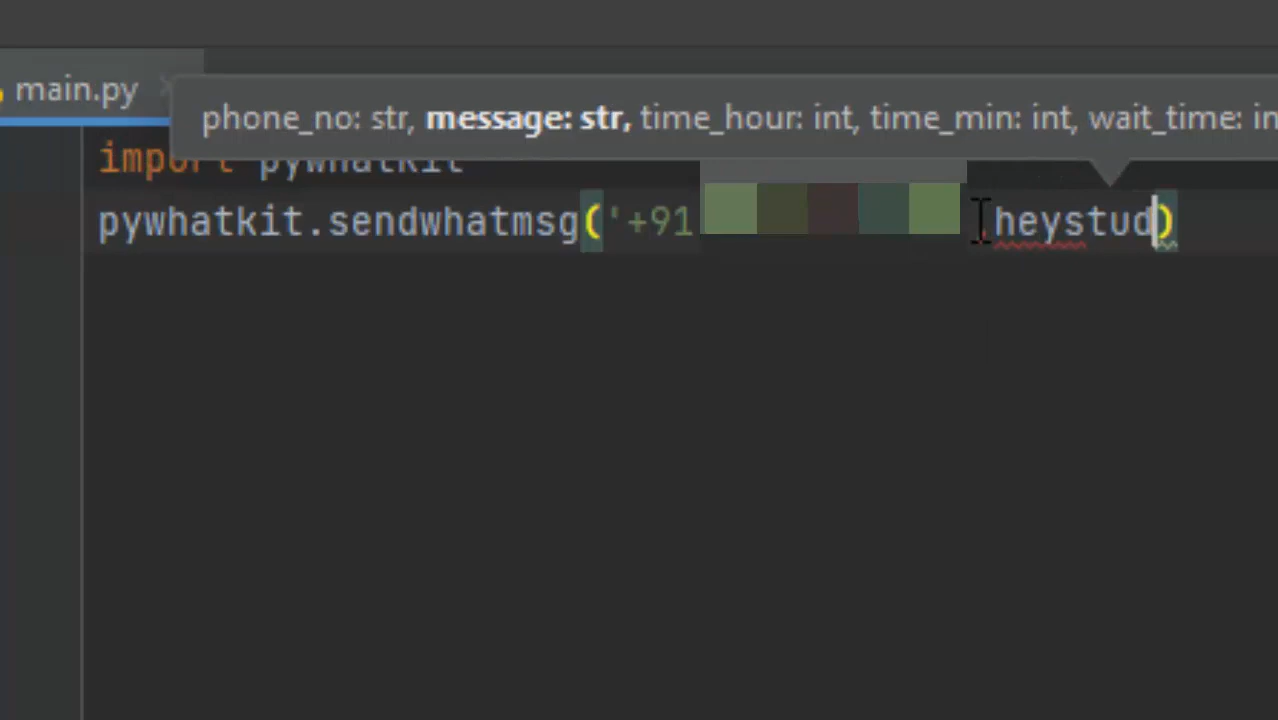 main.py
phone_no: str, message: str, time_hour: int, time_min: int, wait_time: in
import pywhatkit
pywhatkit.sendwhatmsg('+91 ,heystud)